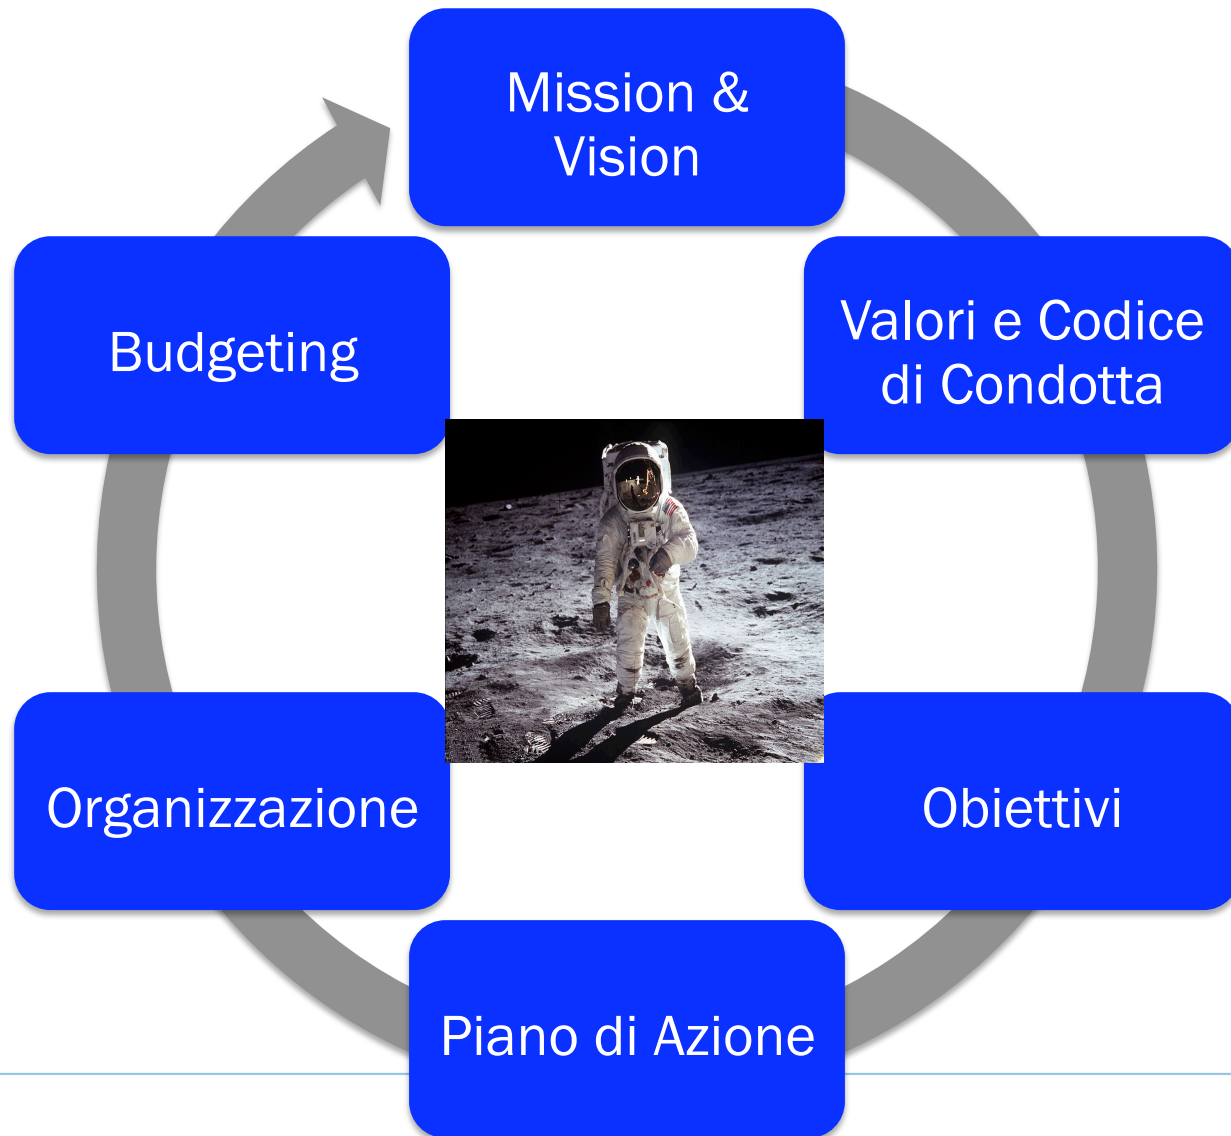 Mission &
Vision
Valori e Codice
di Condotta
Obiettivi
Piano di Azione
Organizzazione
Budgeting